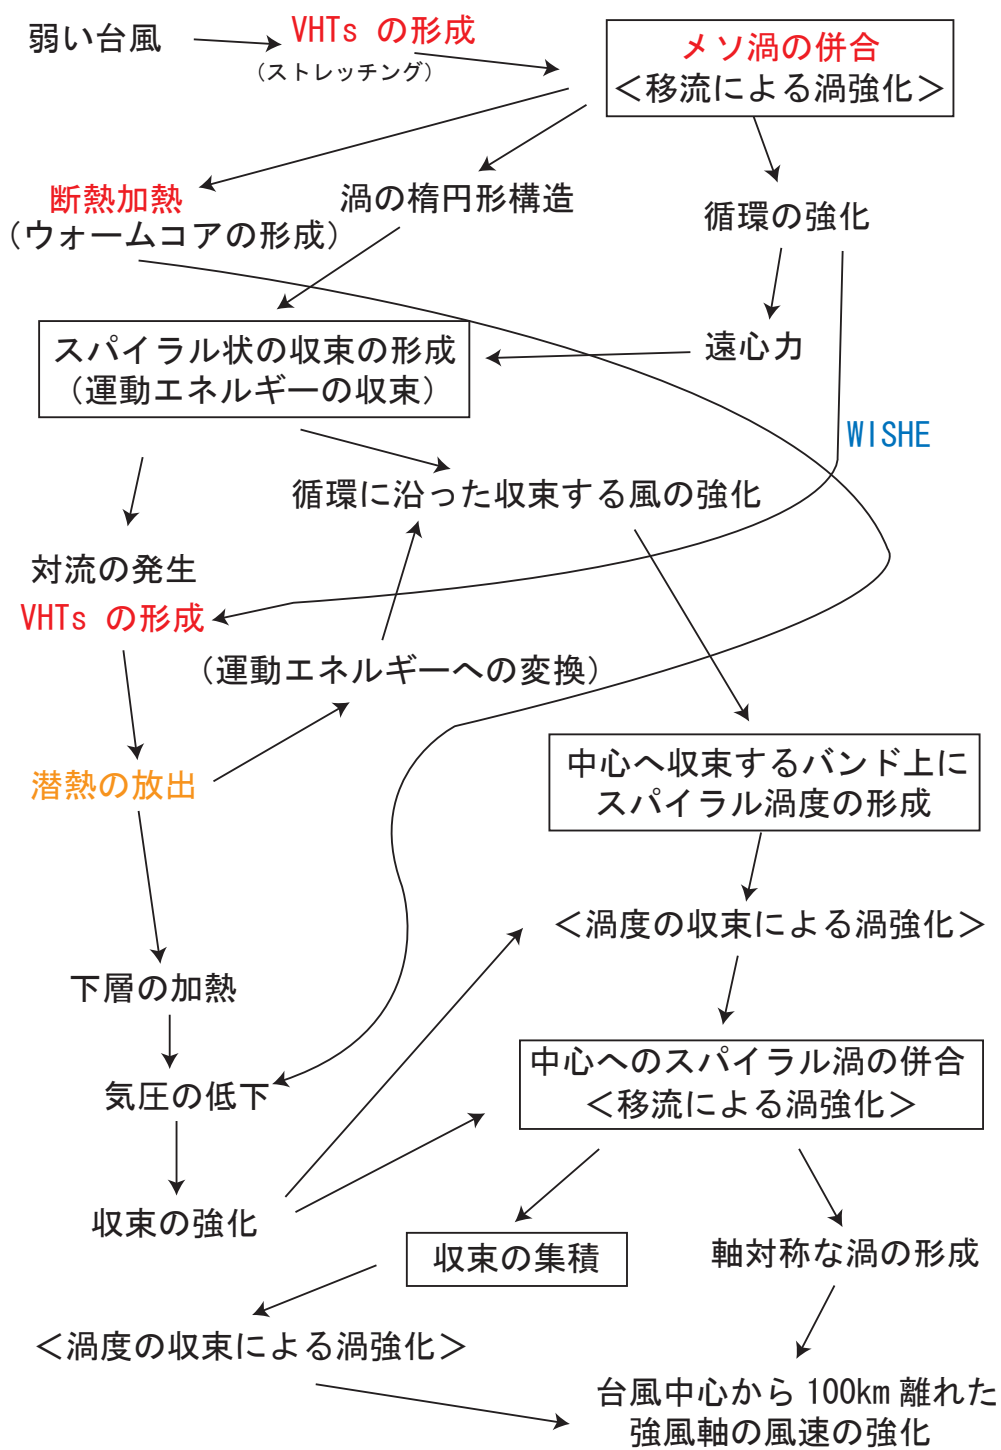 弱い台風
VHTs の形成
(ストレッチング)
メソ渦の併合
＜移流による渦強化＞
断熱加熱
(ウォームコアの形成)
渦の楕円形構造
循環の強化
遠心力
スパイラル状の収束の形成
(運動エネルギーの収束)
WISHE
循環に沿った収束する風の強化
対流の発生
VHTs の形成
(運動エネルギーへの変換)
潜熱の放出
中心へ収束するバンド上に
スパイラル渦度の形成
＜渦度の収束による渦強化＞
下層の加熱
中心へのスパイラル渦の併合
＜移流による渦強化＞
気圧の低下
収束の強化
収束の集積
軸対称な渦の形成
＜渦度の収束による渦強化＞
台風中心から 100km 離れた
強風軸の風速の強化